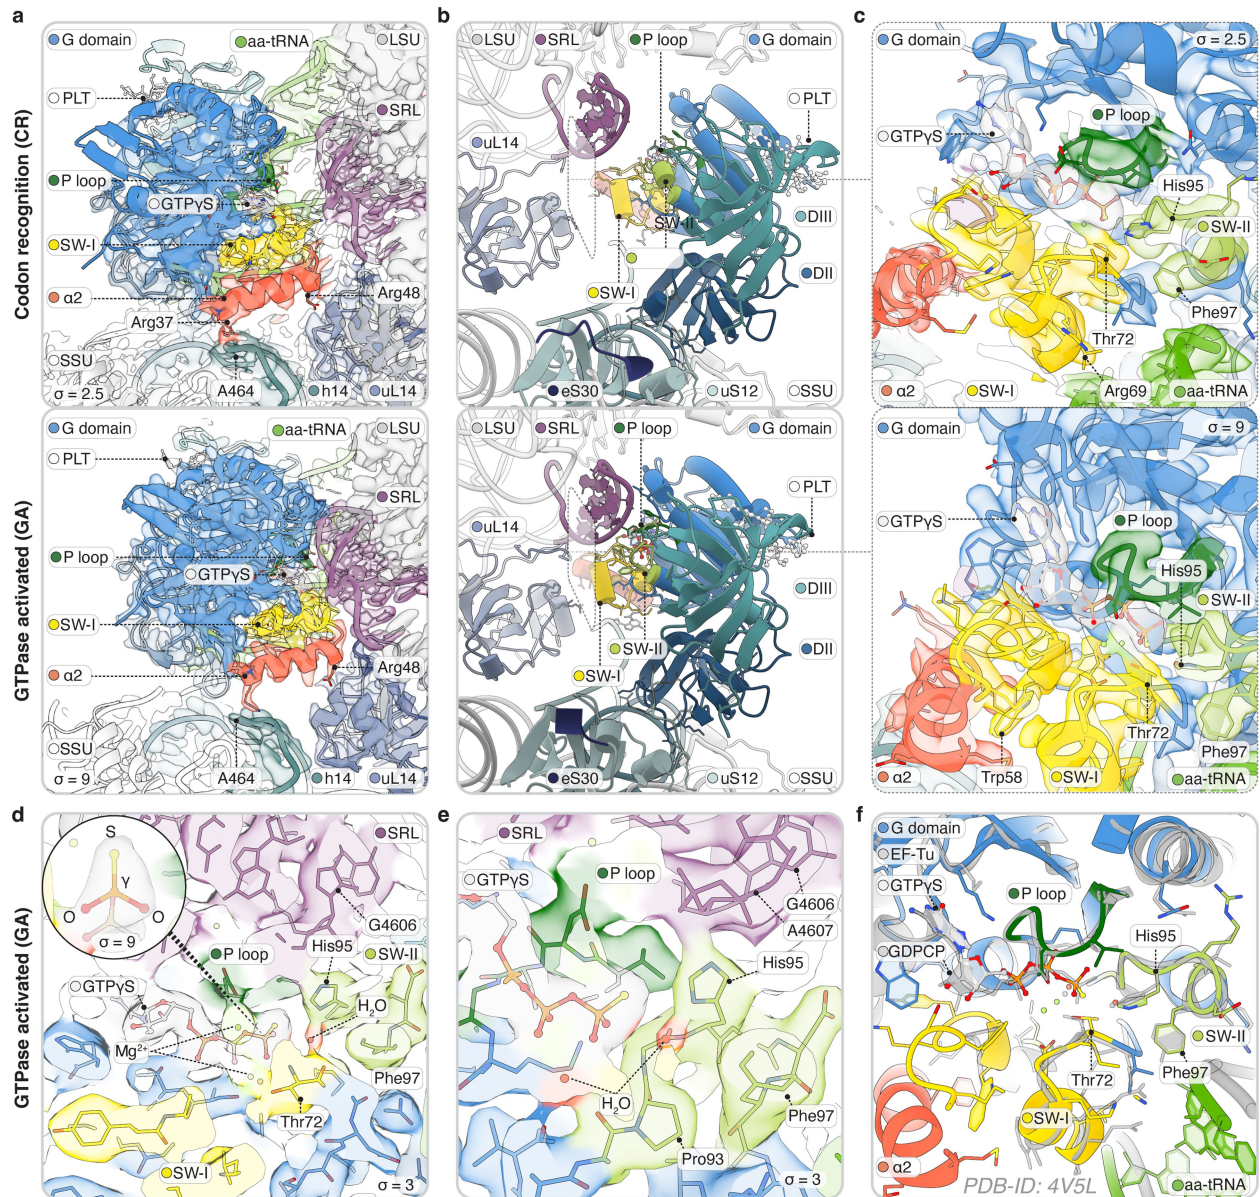 a
Codon recognition (CR)
G domain
aa-tRNA
LSU
PLT
SRL
P loop
GTPγS
SW-I
α2
Arg48
Arg37
SSU
σ = 2.5
A464
h14
uL14
b
LSU
SRL
P loop
G domain
PLT
uL14
SW-II
DIII
DII
SW-I
eS30
uS12
SSU
c
G domain
σ = 2.5
P loop
GTPγS
His95
SW-II
Phe97
Thr72
α2
SW-I
Arg69
aa-tRNA
GTPase activated (GA)
G domain
aa-tRNA
LSU
PLT
SRL
P loop
GTPγS
SW-I
α2
Arg48
SSU
σ = 9
A464
h14
uL14
LSU
SRL
P loop
G domain
PLT
uL14
DIII
SW-II
DII
SW-I
eS30
uS12
SSU
G domain
σ = 9
GTPγS
P loop
His95
SW-II
Thr72
Phe97
α2
Trp58
SW-I
aa-tRNA
GTPase activated (GA)
d
S
γ
O
O
σ = 9
SRL
G4606
P loop
His95
SW-II
GTPγS
H₂O
Mg²⁺
Phe97
Thr72
SW-I
σ = 3
e
SRL
GTPγS
P loop
G4606
A4607
His95
H₂O
Phe97
Pro93
σ = 3
f
G domain
EF-Tu
GTPγS
P loop
His95
GDPCP
SW-II
Thr72
Phe97
SW-I
α2
PDB-ID: 4V5L
aa-tRNA